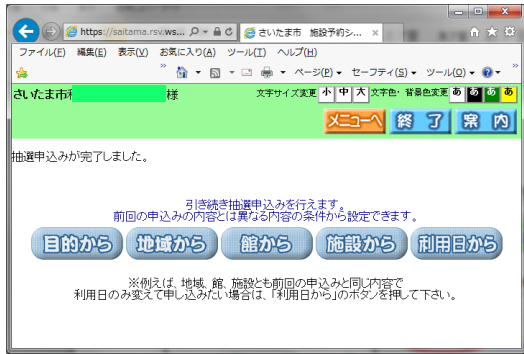 https://saitama.rsv.ws...
さいたま市 施設予約シ... ×
ファイル(F) 編集(E) 表示(V) お気に入り(A) ツール(T) ヘルプ(H)
ページ(P) セーフティ(S) ツール(O)
さいたま市 様 文字サイズ変更 小 中 大 文字色・背景色変更 あ あ あ あ
メニューへ 終了 案内
抽選申込みが完了しました。
引き続き抽選申込みを行えます。
前回の申込みの内容とは異なる内容の条件から設定できます。
目的から 地域から 館から 施設から 利用日から
※例えば、地域、館、施設とも前回の申込みと同じ内容で
利用日のみ変えて申し込みたい場合は、「利用日から」のボタンを押して下さい。